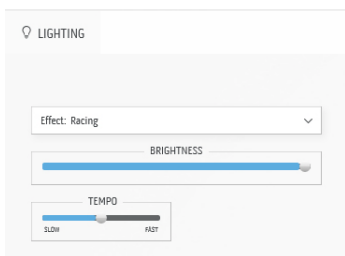 LIGHTING
Effect: Racing
BRIGHTNESS
TEMPO
SLOW FAST